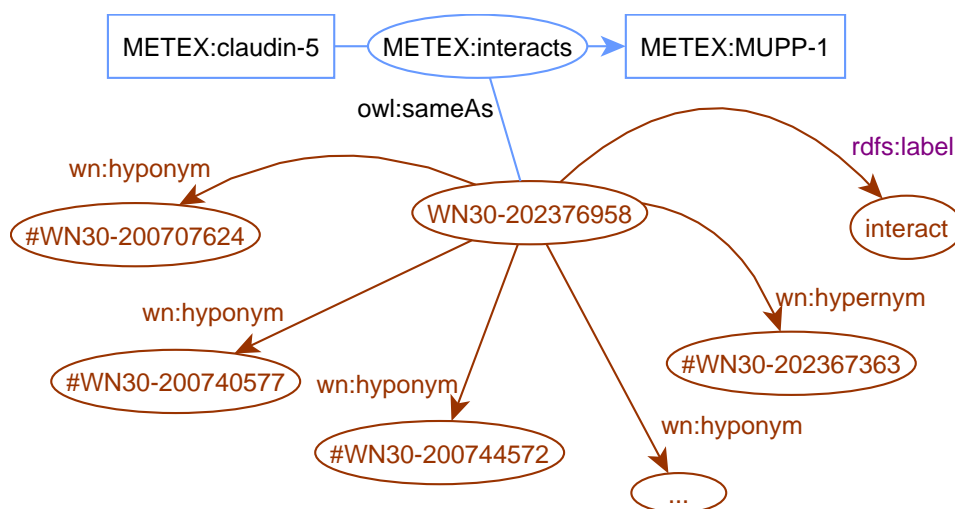 METEX:claudin-5
METEX:interacts
METEX:MUPP-1
owl:sameAs
rdfs:label
wn:hyponym
WN30-202376958
interact
#WN30-200707624
wn:hyponym
wn:hypernym
#WN30-202367363
#WN30-200740577
wn:hyponym
wn:hyponym
#WN30-200744572
...